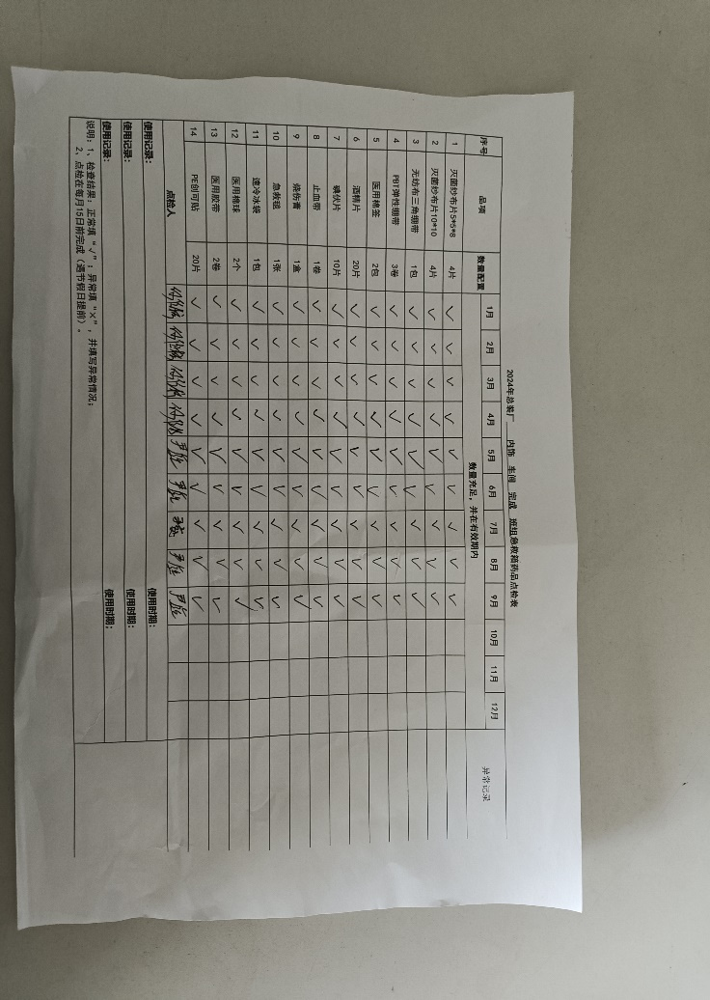 2024年总装厂 内饰 车间 完成 班组急救箱药品点检表
序号 品项 数量配置 1月 2月 3月 4月 5月 6月 7月 8月 9月 10月 11月 12月 异常记录
数量充足，并在有效期内
1 灭菌纱布片5*5*8 4片 ✓ ✓ ✓ ✓ ✓ ✓ ✓ ✓ ✓
2 灭菌纱布片10*10 4片 ✓ ✓ ✓ ✓ ✓ ✓ ✓ ✓ ✓
3 无纺布三角绷带 1包 ✓ ✓ ✓ ✓ ✓ ✓ ✓ ✓ ✓
4 PBT弹性绷带 3卷 ✓ ✓ ✓ ✓ ✓ ✓ ✓ ✓ ✓
5 医用棉签 2包 ✓ ✓ ✓ ✓ ✓ ✓ ✓ ✓ ✓
6 酒精片 20片 ✓ ✓ ✓ ✓ ✓ ✓ ✓ ✓ ✓
7 碘伏片 10片 ✓ ✓ ✓ ✓ ✓ ✓ ✓ ✓ ✓
8 止血带 1卷 ✓ ✓ ✓ ✓ ✓ ✓ ✓ ✓ ✓
9 烧伤膏 1盒 ✓ ✓ ✓ ✓ ✓ ✓ ✓ ✓ ✓
10 急救毯 1张 ✓ ✓ ✓ ✓ ✓ ✓ ✓ ✓ ✓
11 速冷冰袋 1包 ✓ ✓ ✓ ✓ ✓ ✓ ✓ ✓ ✓
12 医用棉球 2个 ✓ ✓ ✓ ✓ ✓ ✓ ✓ ✓ ✓
13 医用胶带 2卷 ✓ ✓ ✓ ✓ ✓ ✓ ✓ ✓ ✓
14 PE创可贴 20片 ✓ ✓ ✓ ✓ ✓ ✓ ✓ ✓ ✓
点检人
使用记录： 使用时期：
使用记录： 使用时期：
使用记录： 使用时期：
说明：1、检查结果：正常填“√”；异常填“×”，并填写异常情况；
2、点检在每月15日前完成（遇节假日提前）。